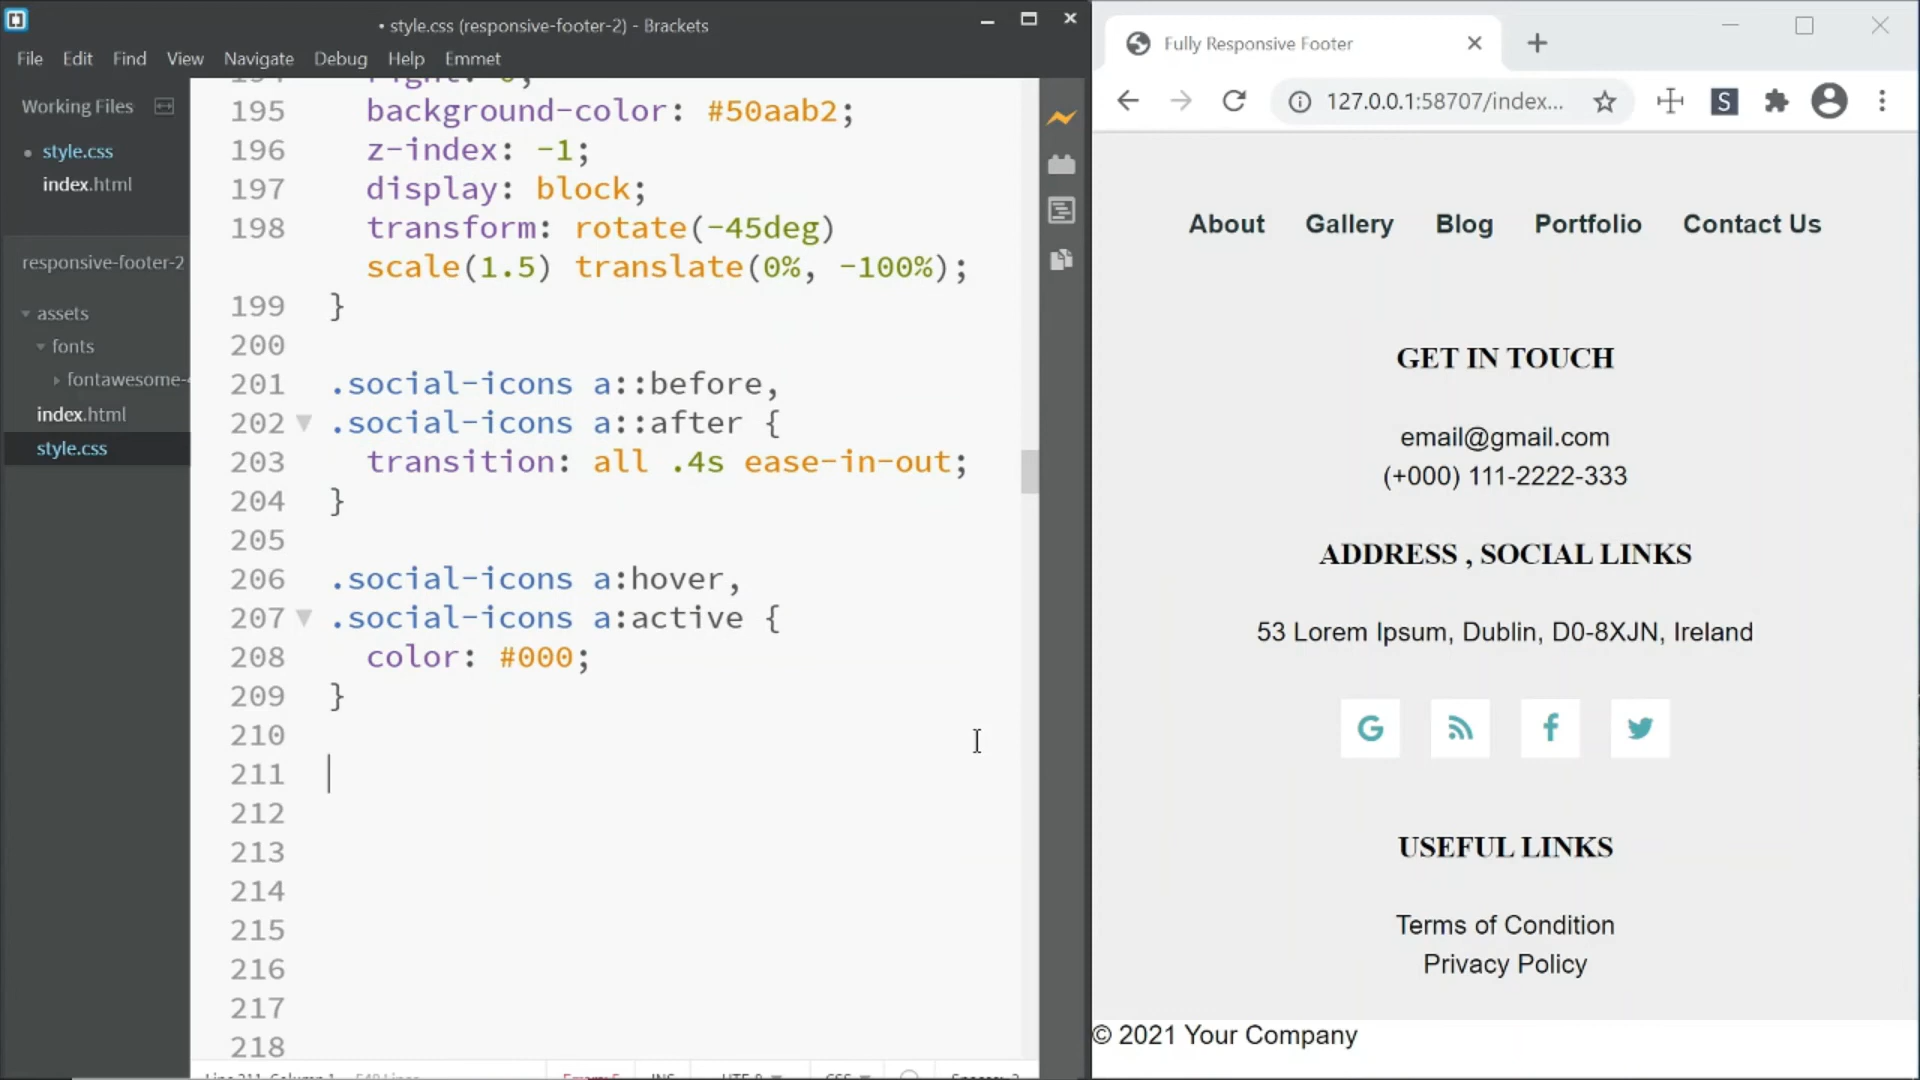 • style.css (responsive-footer-2) - Brackets
File Edit Find View Navigate Debug Help Emmet
Working Files
• style.css
index.html
responsive-footer-2
assets
fonts
fontawesome-
index.html
style.css
195 background-color: #50aab2;
196 z-index: -1;
197 display: block;
198 transform: rotate(-45deg)
scale(1.5) translate(0%, -100%);
199 }
200
201 .social-icons a::before,
202 .social-icons a::after {
203 transition: all .4s ease-in-out;
204 }
205
206 .social-icons a:hover,
207 .social-icons a:active {
208 color: #000;
209 }
210
211
212
213
214
215
216
217
218
Fully Responsive Footer
127.0.0.1:58707/index...
S
About Gallery Blog Portfolio Contact Us
GET IN TOUCH
email@gmail.com
(+000) 111-2222-333
ADDRESS , SOCIAL LINKS
53 Lorem Ipsum, Dublin, D0-8XJN, Ireland
USEFUL LINKS
Terms of Condition
Privacy Policy
© 2021 Your Company